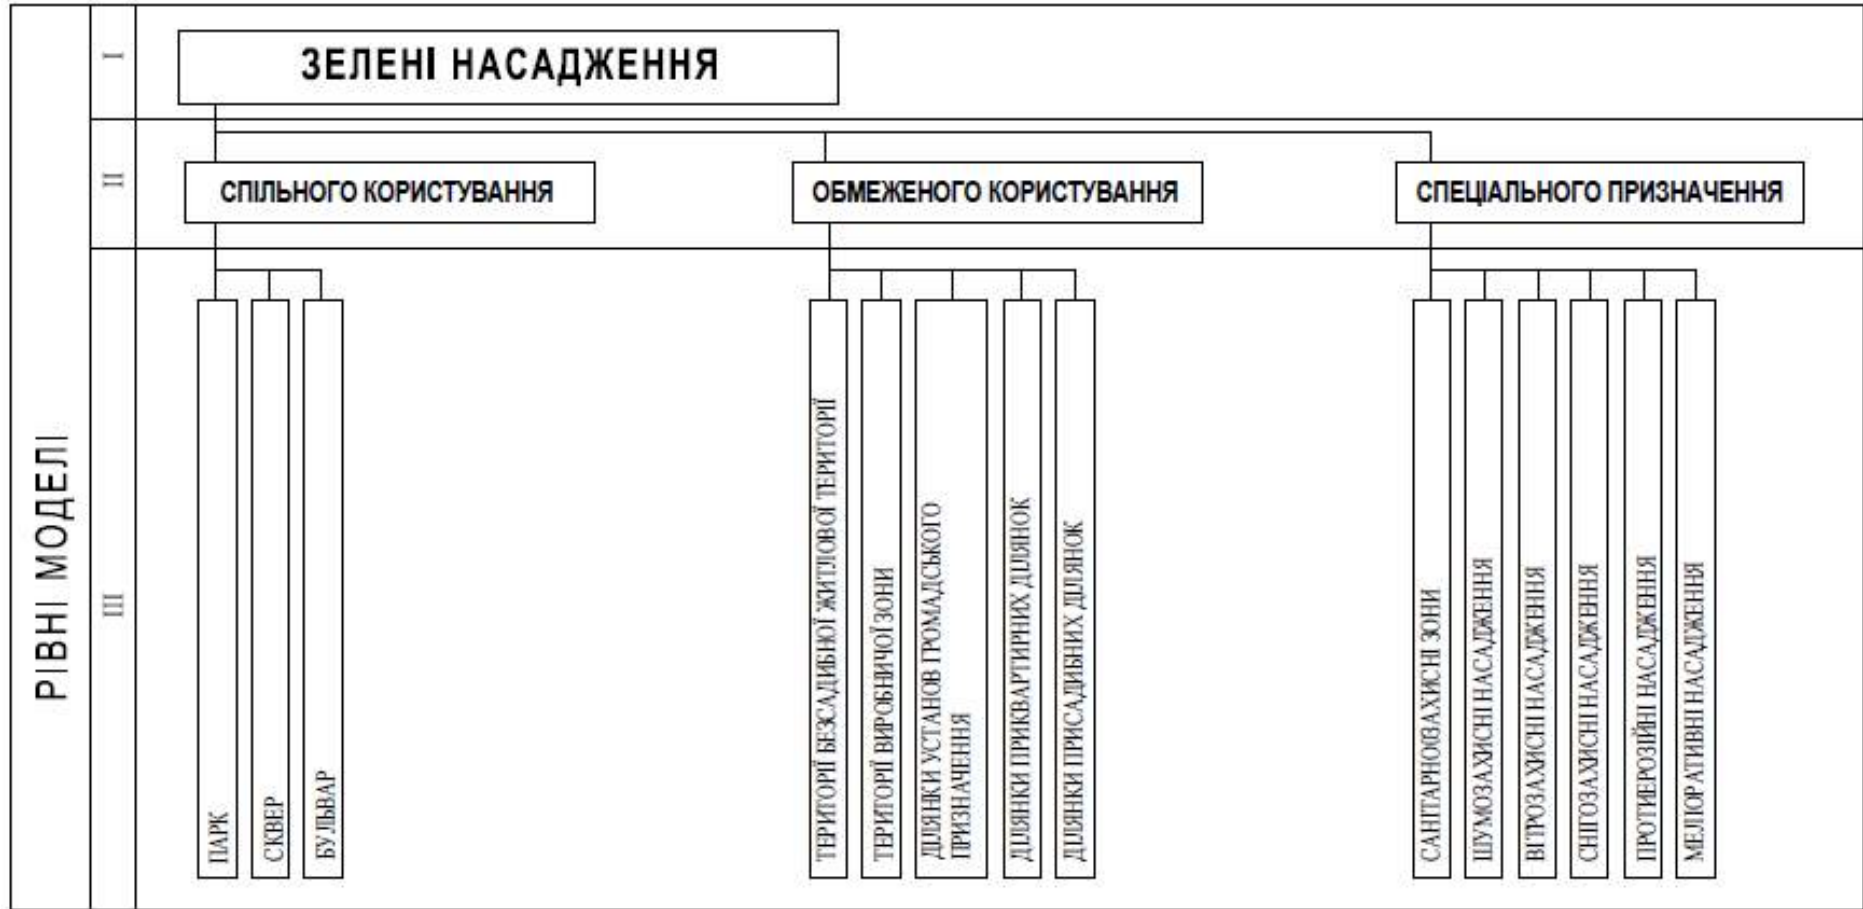 РІВНІ МОДЕЛІ
I
ЗЕЛЕНІ НАСАДЖЕННЯ
II
СПІЛЬНОГО КОРИСТУВАННЯ
ОБМЕЖЕНОГО КОРИСТУВАННЯ
СПЕЦІАЛЬНОГО ПРИЗНАЧЕННЯ
III
ПАРК
СКВЕР
БУЛЬВАР
ТЕРИТОРІЇ БЕЗСАДИБНОЇ ЖИТЛОВОЇ ТЕРИТОРІЇ
ТЕРИТОРІЇ ВИРОБНИЧОЇ ЗОНИ
ДІЛЯНКИ УСТАНОВ ГРОМАДСЬКОГО
ПРИЗНАЧЕННЯ
ДІЛЯНКИ ПРИКВАРТИРНИХ ДІЛЯНОК
ДІЛЯНКИ ПРИСАДИБНИХ ДІЛЯНОК
САНІТАРНОЗАХИСНІ ЗОНИ
ШУМОЗАХИСНІ НАСАДЖЕННЯ
ВІТРОЗАХИСНІ НАСАДЖЕННЯ
СНІГОЗАХИСНІ НАСАДЖЕННЯ
ПРОТИЕРОЗІЙНІ НАСАДЖЕННЯ
МЕЛІОРАТИВНІ НАСАДЖЕННЯ